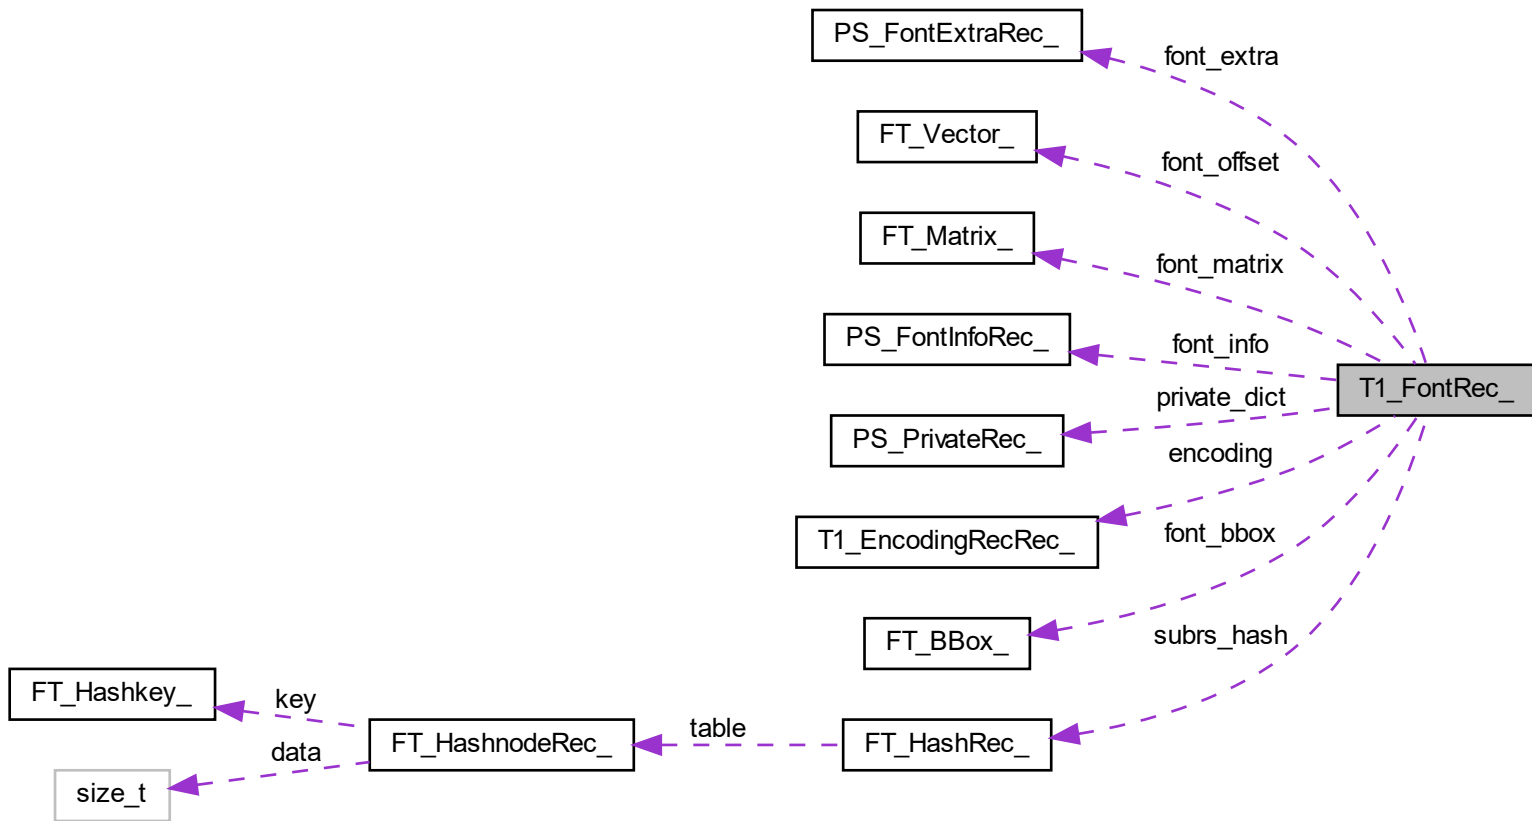 PS_FontExtraRec_
font_extra
FT_Vector_
font_offset
FT_Matrix_
font_matrix
PS_FontInfoRec_
font_info
T1_FontRec_
private_dict
PS_PrivateRec_
encoding
T1_EncodingRecRec_
font_bbox
FT_BBox_
subrs_hash
FT_Hashkey_
key
FT_HashnodeRec_
table
FT_HashRec_
data
size_t